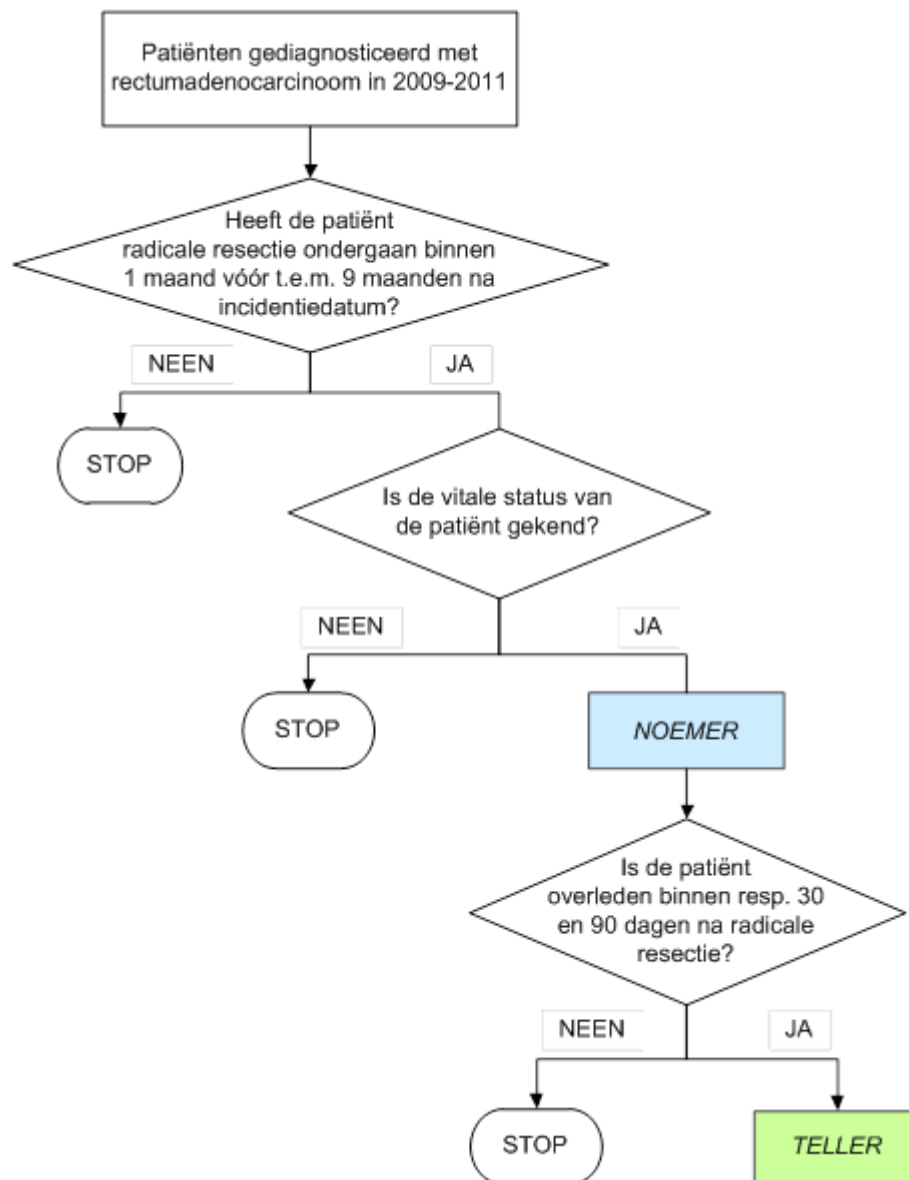 Patiënten gediagnosticeerd met
rectumadenocarcinoom in 2009-2011
Heeft de patiënt
radicale resectie ondergaan binnen
1 maand vóór t.e.m. 9 maanden na
incidentiedatum?
NEEN
JA
STOP
Is de vitale status van
de patiënt gekend?
NEEN
JA
STOP
NOEMER
Is de patiënt
overleden binnen resp. 30
en 90 dagen na radicale
resectie?
NEEN
JA
STOP
TELLER